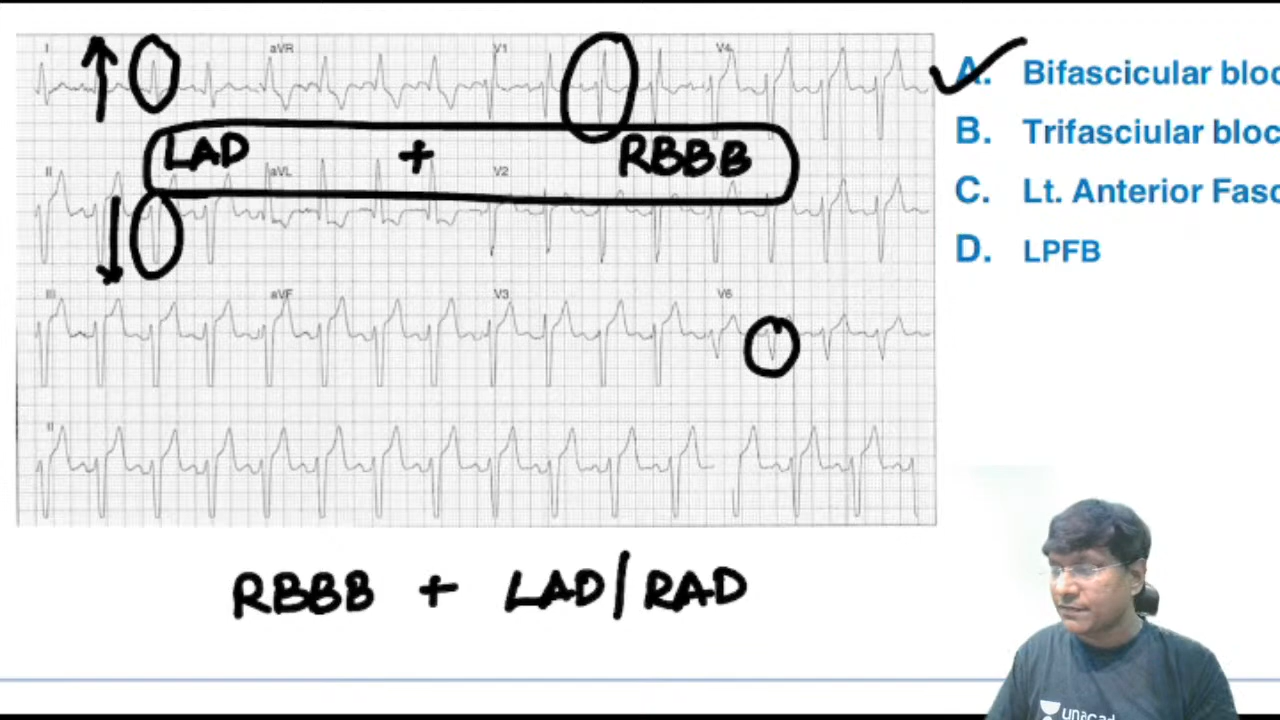 I aVR V1 V4
LAD + RBBB
II aVL V2
III aVF V3 V6
II
RBBB + LAD/RAD
A. Bifascicular bloc
B. Trifasciular bloc
C. Lt. Anterior Fasc
D. LPFB
unacad